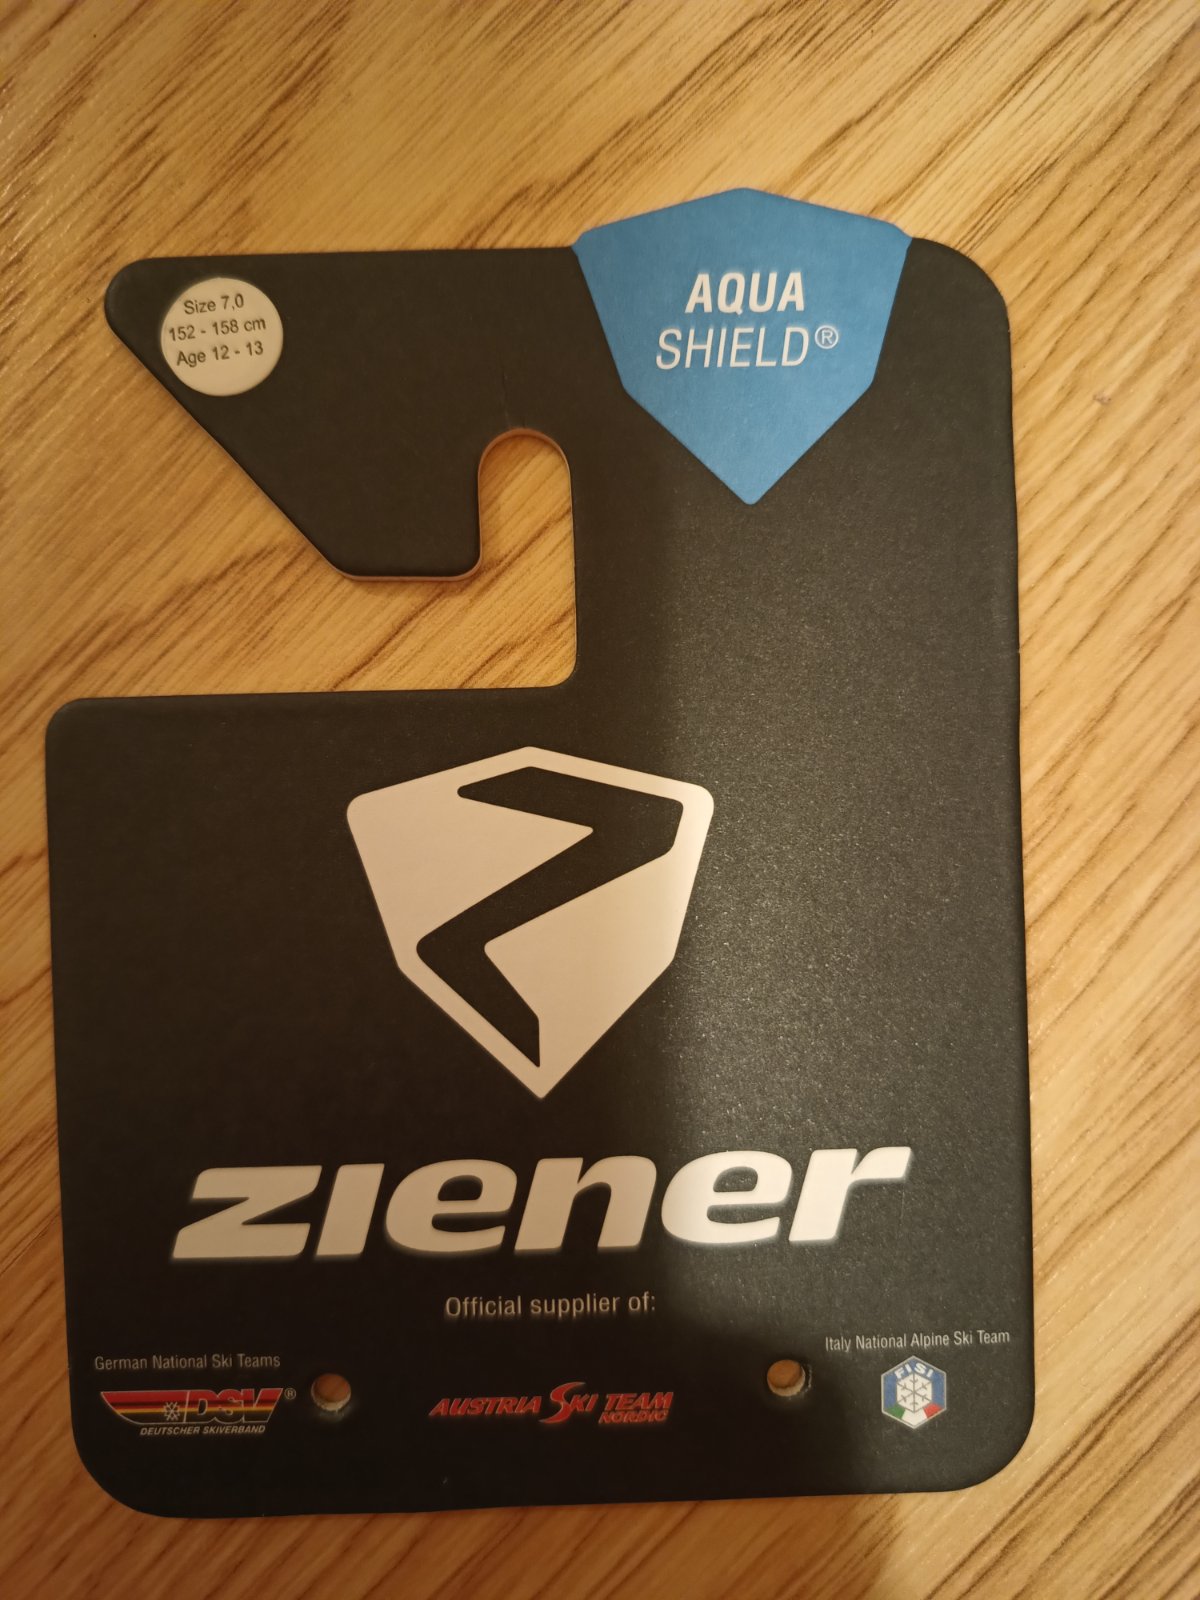 Size 7,0
152 - 158 cm
Age 12 - 13
AQUA
SHIELD®
ziener
Official supplier of:
German National Ski Teams
DSV®
DEUTSCHER SKIVERBAND
AUSTRIA SKI TEAM
NORDIC
Italy National Alpine Ski Team
FISI